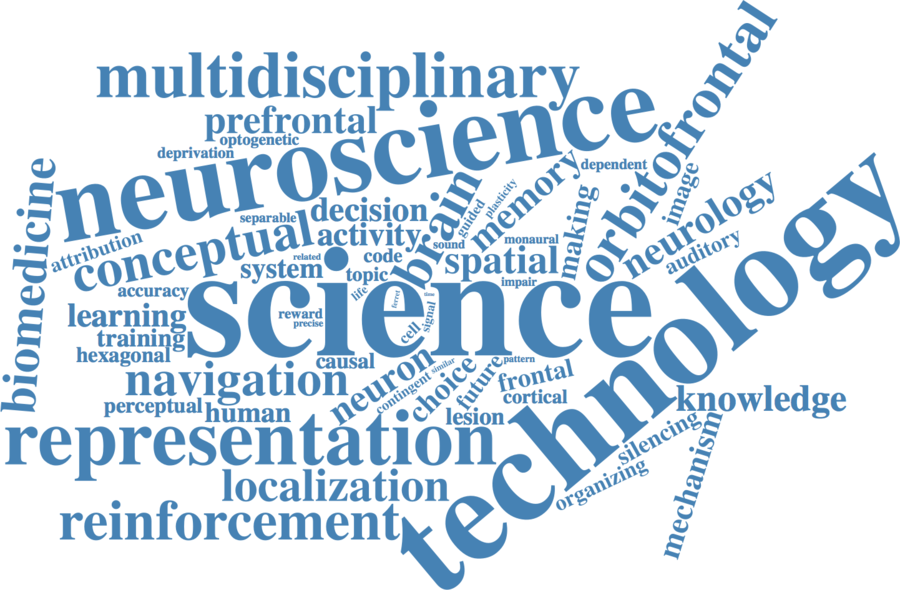 multidisciplinary
prefrontal
optogenetic
deprivation
neuroscience
orbitofrontal
biomedicine
attribution
conceptual
separable
decision
activity
related
system
code
topic
life
brain
guided
plasticity
memory
dependent
making
image
neurology
auditory
sound
monaural
spatial
impair
accuracy
science
technology
learning
training
hexagonal
reward
precise
ferret
cell
signal
causal
navigation
neuron
contingent
similar
choice
future
pattern
frontal
cortical
perceptual
human
lesion
knowledge
representation
silencing
organizing
mechanism
localization
reinforcement